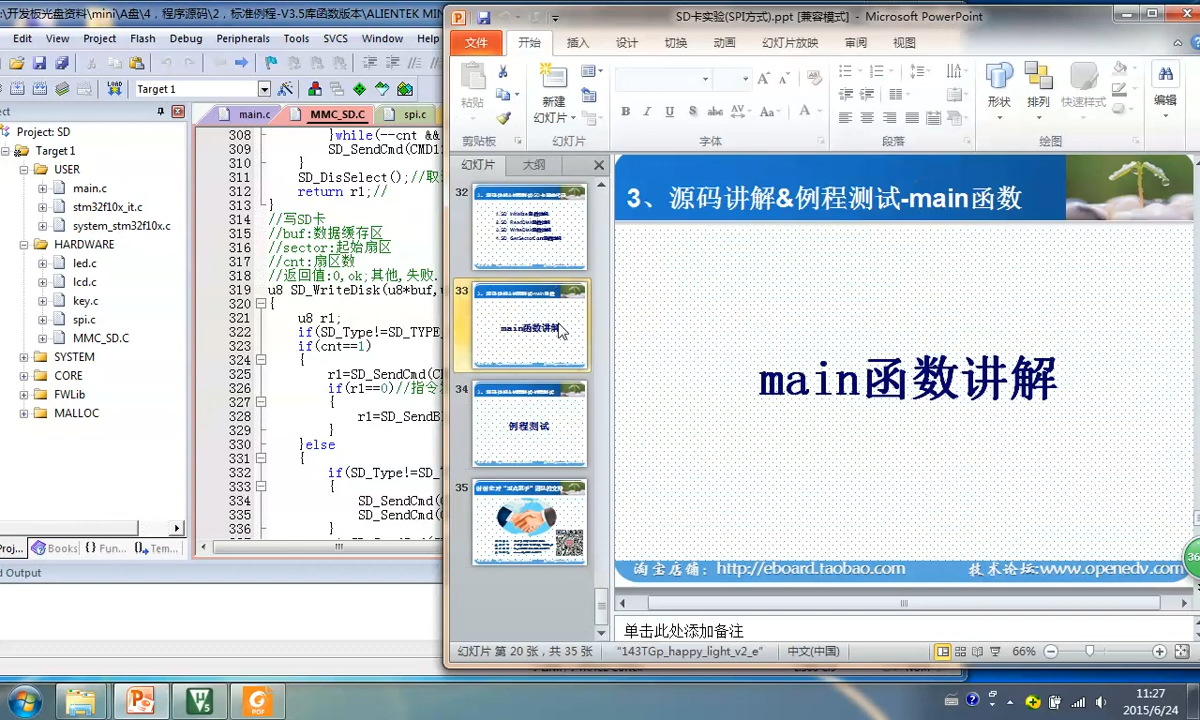 :\开发板光盘资料\mini\A盘\4，程序源码\2，标准例程-V3.5库函数版本\ALIENTEK MIN
Edit View Project Flash Debug Peripherals Tools SVCS Window Help
Target 1
ect
Project: SD
Target 1
USER
main.c
stm32f10x_it.c
system_stm32f10x.c
HARDWARE
led.c
lcd.c
key.c
spi.c
MMC_SD.C
SYSTEM
CORE
FWLib
MALLOC
Proj... Books {} Fun... Tem...
d Output
main.c MMC_SD.C spi.c
308 }while(--cnt &&
309 SD_SendCmd(CMD1
310 }
311 SD_DisSelect();//取
312 return r1;//
313 }
314 //写SD卡
315 //buf:数据缓存区
316 //sector:起始扇区
317 //cnt:扇区数
318 //返回值:0,ok;其他,失败.
319 u8 SD_WriteDisk(u8*buf,
320 {
321 u8 r1;
322 if(SD_Type!=SD_TYPE_
323 if(cnt==1)
324 {
325 r1=SD_SendCmd(C
326 if(r1==0)//指令
327 {
328 r1=SD_SendB
329 }
330 }else
331 {
332 if(SD_Type!=SD_T
333 {
334 SD_SendCmd(
335 SD_SendCmd(
336 }
SD卡实验(SPI方式).ppt [兼容模式] - Microsoft PowerPoint
文件 开始 插入 设计 切换 动画 幻灯片放映 审阅 视图
粘贴 新建 幻灯片 形状 排列 快速样式 编辑
剪贴板 幻灯片 字体 段落 绘图
幻灯片 大纲
32
33
main函数讲解
34
例程测试
35
3、源码讲解&例程测试-main函数
main函数讲解
淘宝店铺：http://eboard.taobao.com 技术论坛:www.openedv.com
36
单击此处添加备注
幻灯片 第 20 张，共 35 张 "143TGp_happy_light_v2_e" 中文(中国) 66%
11:27
2015/6/24